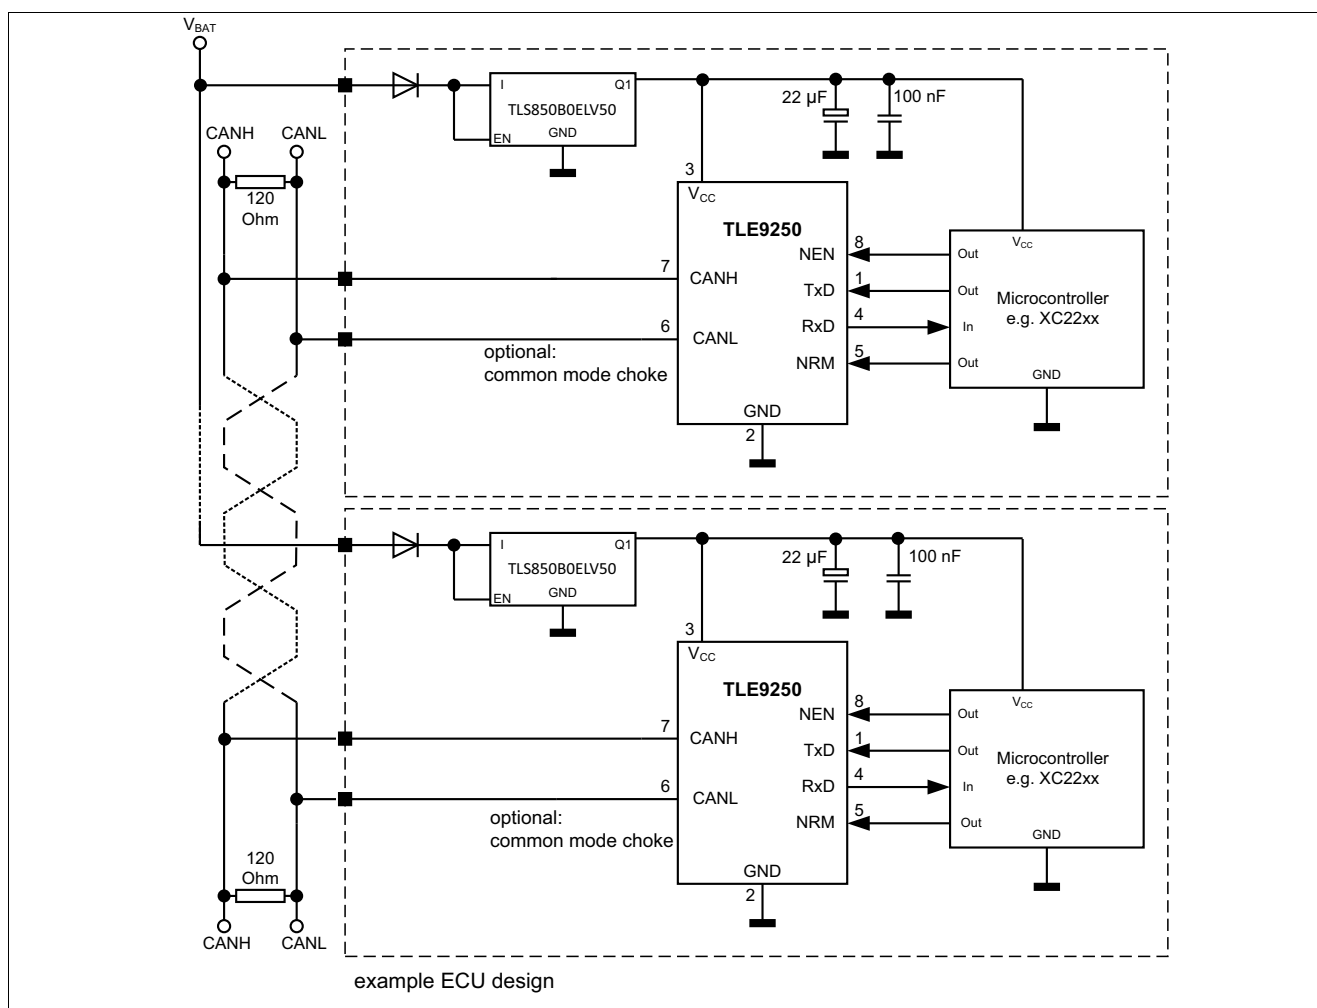 VBAT
I
Q1
TLS850B0ELV50
EN
GND
22 µF
100 nF
CANH
CANL
120
Ohm
3
VCC
TLE9250
7
CANH
6
CANL
optional:
common mode choke
NEN
8
TxD
1
RxD
4
NRM
5
GND
2
VCC
Out
Out
In
Out
Microcontroller
e.g. XC22xx
GND
I
Q1
TLS850B0ELV50
EN
GND
22 µF
100 nF
3
VCC
TLE9250
7
CANH
6
CANL
optional:
common mode choke
NEN
8
TxD
1
RxD
4
NRM
5
GND
2
VCC
Out
Out
In
Out
Microcontroller
e.g. XC22xx
GND
120
Ohm
CANH
CANL
example ECU design